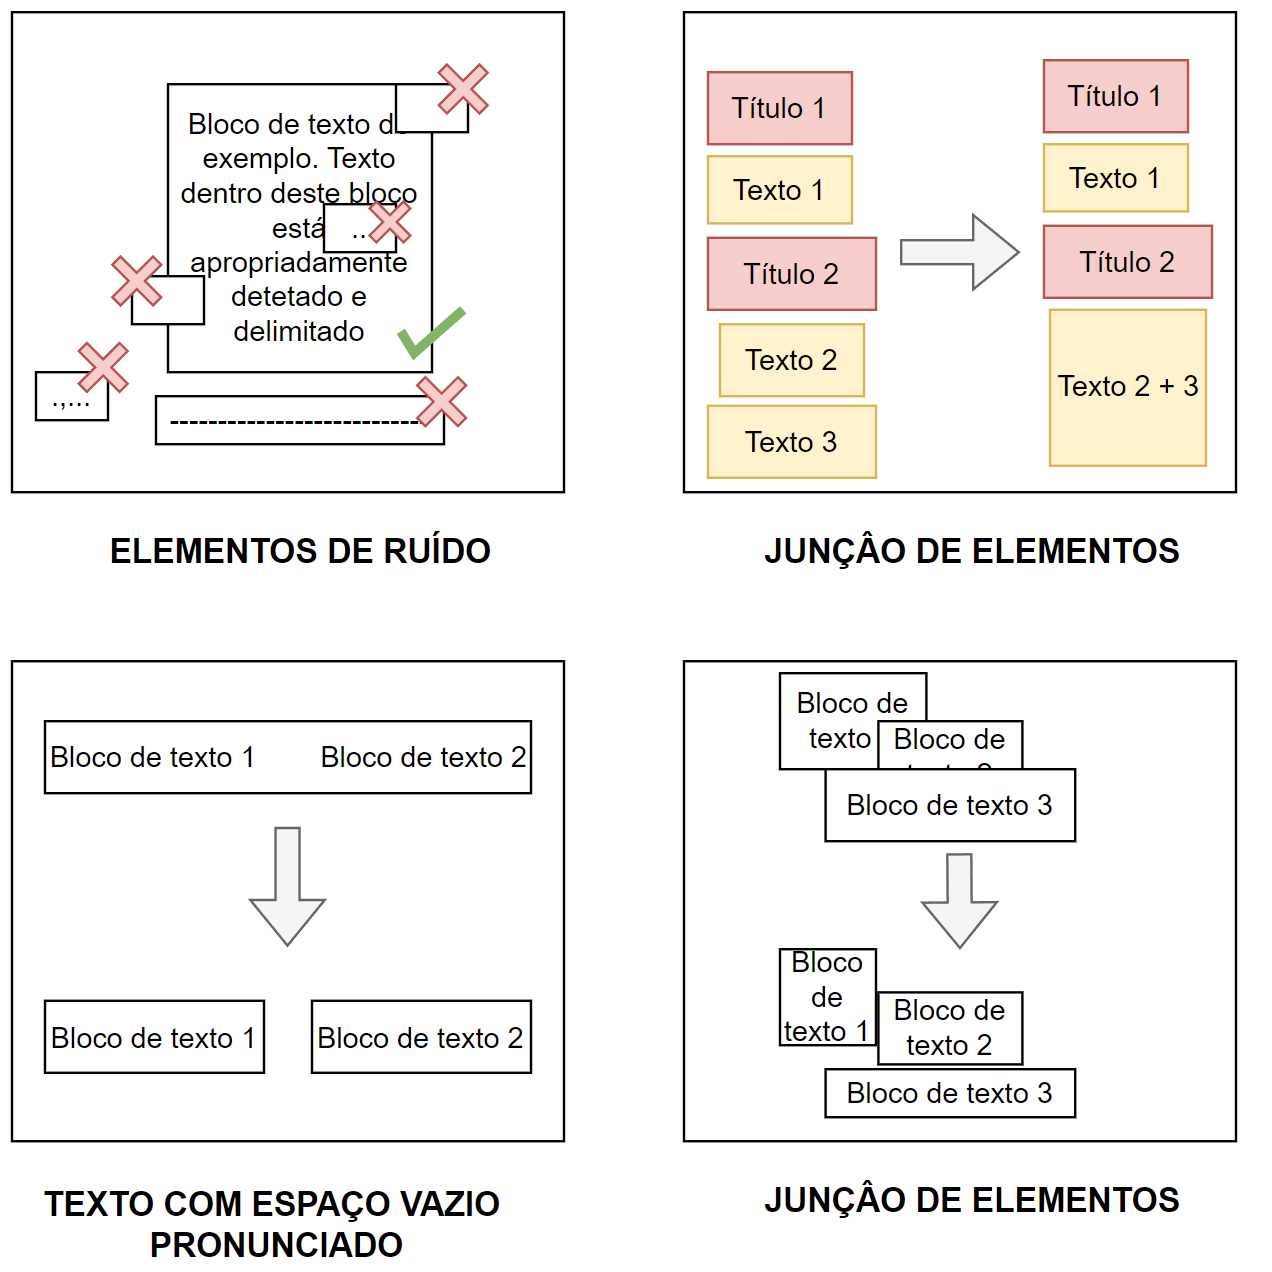 Bloco de texto d
exemplo. Texto
dentro deste bloco
está
..
apropriadamente
detetado e
delimitado
.,...
---------------------------
ELEMENTOS DE RUÍDO
Título 1
Texto 1
Título 2
Texto 2
Texto 3
Título 1
Texto 1
Título 2
Texto 2 + 3
JUNÇÂO DE ELEMENTOS
Bloco de texto 1
Bloco de texto 2
Bloco de texto 1
Bloco de texto 2
TEXTO COM ESPAÇO VAZIO
PRONUNCIADO
Bloco de
texto
Bloco de
Bloco de texto 3
Bloco
de
texto 1
Bloco de
texto 2
Bloco de texto 3
JUNÇÂO DE ELEMENTOS